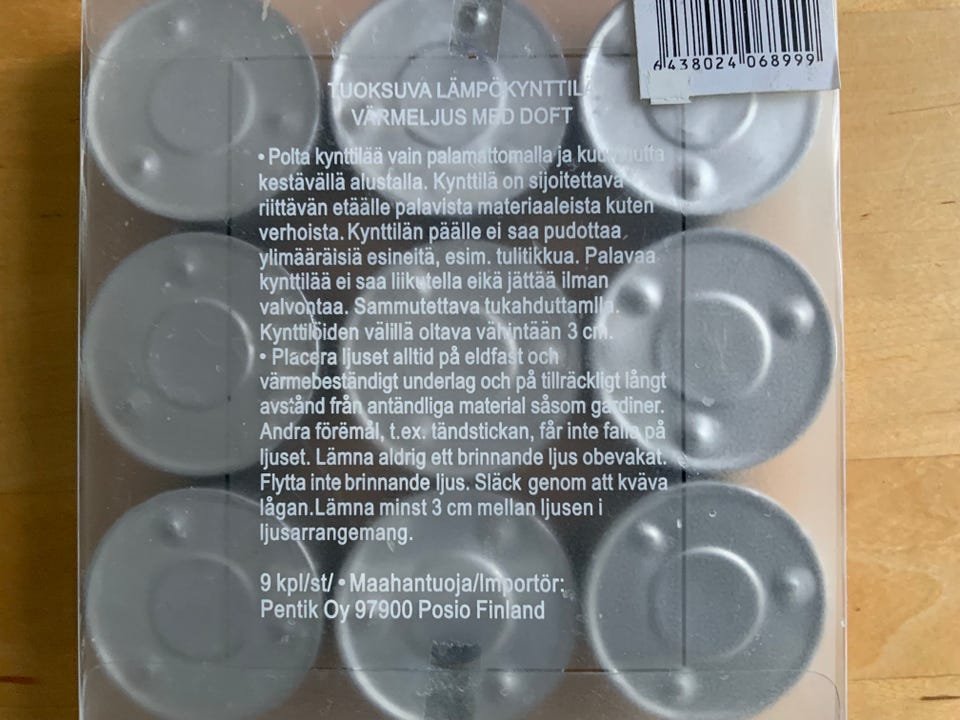 6438024 068999
TUOKSUVA LÄMPÖKYNTTILÄ
VÄRMELJUS MED DOFT
• Polta kynttilää vain palamattomalla ja kuumuutta
kestävällä alustalla. Kynttilä on sijoitettava
riittävän etäälle palavista materiaaleista kuten
verhoista. Kynttilän päälle ei saa pudottaa
ylimääräisiä esineitä, esim. tulitikkua. Palavaa
kynttilää ei saa liikutella eikä jättää ilman
valvontaa. Sammutettava tukahduttamlla.
Kynttilöiden välillä oltava vähintään 3 cm.
• Placera ljuset alltid på eldfast och
värmebeständigt underlag och på tillräckligt långt
avstånd från antändliga material såsom gardiner.
Andra förëmål, t.ex. tändstickan, får inte falla på
ljuset. Lämna aldrig ett brinnande ljus obevakat.
Flytta inte brinnande ljus. Släck genom att kväva
lågan.Lämna minst 3 cm mellan ljusen i
ljusarrangemang.
9 kpl/st/ • Maahantuoja/Importör:
Pentik Oy 97900 Posio Finland